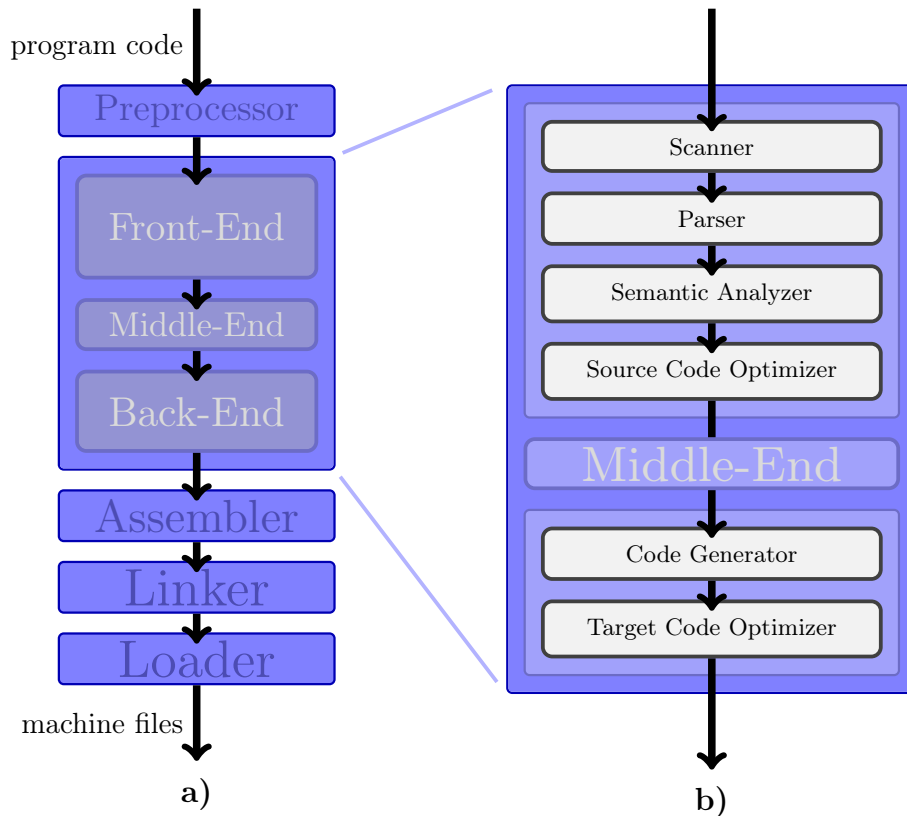 program code
Preprocessor
Front-End
Middle-End
Back-End
Assembler
Linker
Loader
machine files
a)
Scanner
Parser
Semantic Analyzer
Source Code Optimizer
Middle-End
Code Generator
Target Code Optimizer
b)